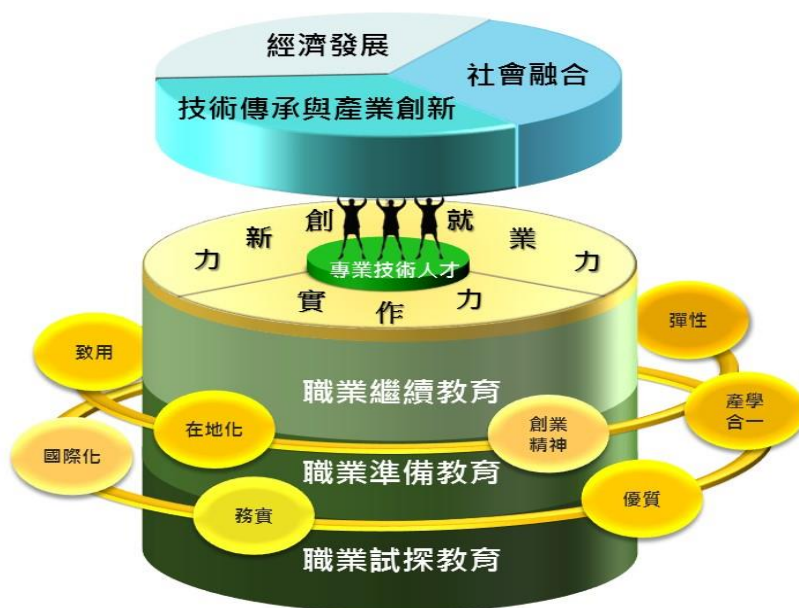 經濟發展
社會融合
技術傳承與產業創新
創新力
就業力
專業技術人才
實作力
彈性
致用
職業繼續教育
產學
合一
在地化
創業
精神
國際化
職業準備教育
優質
務實
職業試探教育